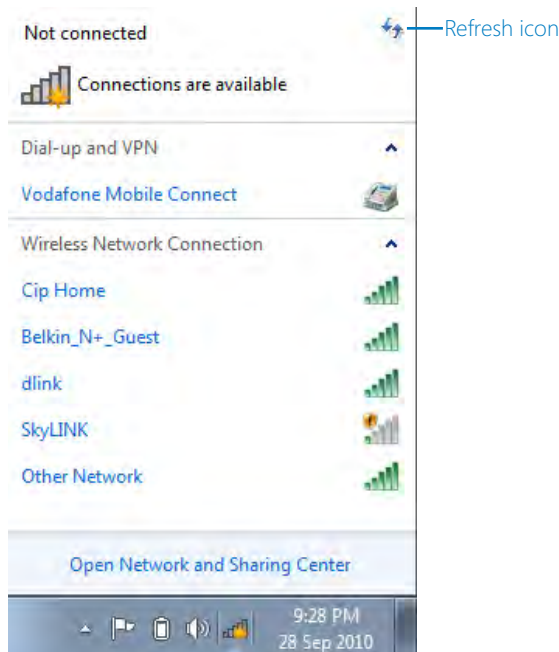 Not connected
Refresh icon
Connections are available
Dial-up and VPN
Vodafone Mobile Connect
Wireless Network Connection
Cip Home
Belkin_N+_Guest
dlink
SkyLINK
Other Network
Open Network and Sharing Center
9:28 PM
28 Sep 2010